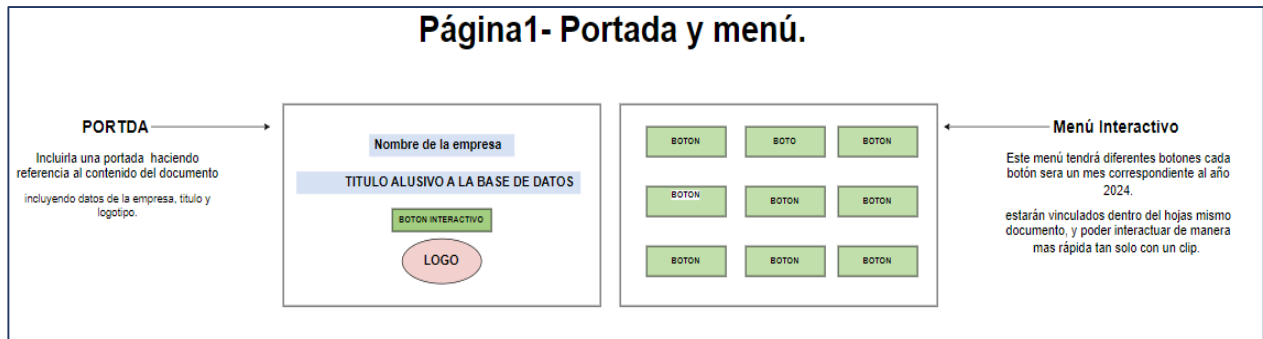 Página1- Portada y menú.
PORTDA
Incluirla una portada haciendo
referencia al contenido del documento
incluyendo datos de la empresa, titulo y
logotipo.
Nombre de la empresa
TITULO ALUSIVO A LA BASE DE DATOS
BOTON INTERACTIVO
LOGO
BOTON
BOTO
BOTON
BOTON
BOTON
BOTON
BOTON
BOTON
BOTON
Menú Interactivo
Este menú tendrá diferentes botones cada
botón sera un mes correspondiente al año
2024.
estarán vinculados dentro del hojas mismo
documento, y poder interactuar de manera
mas rápida tan solo con un clip.